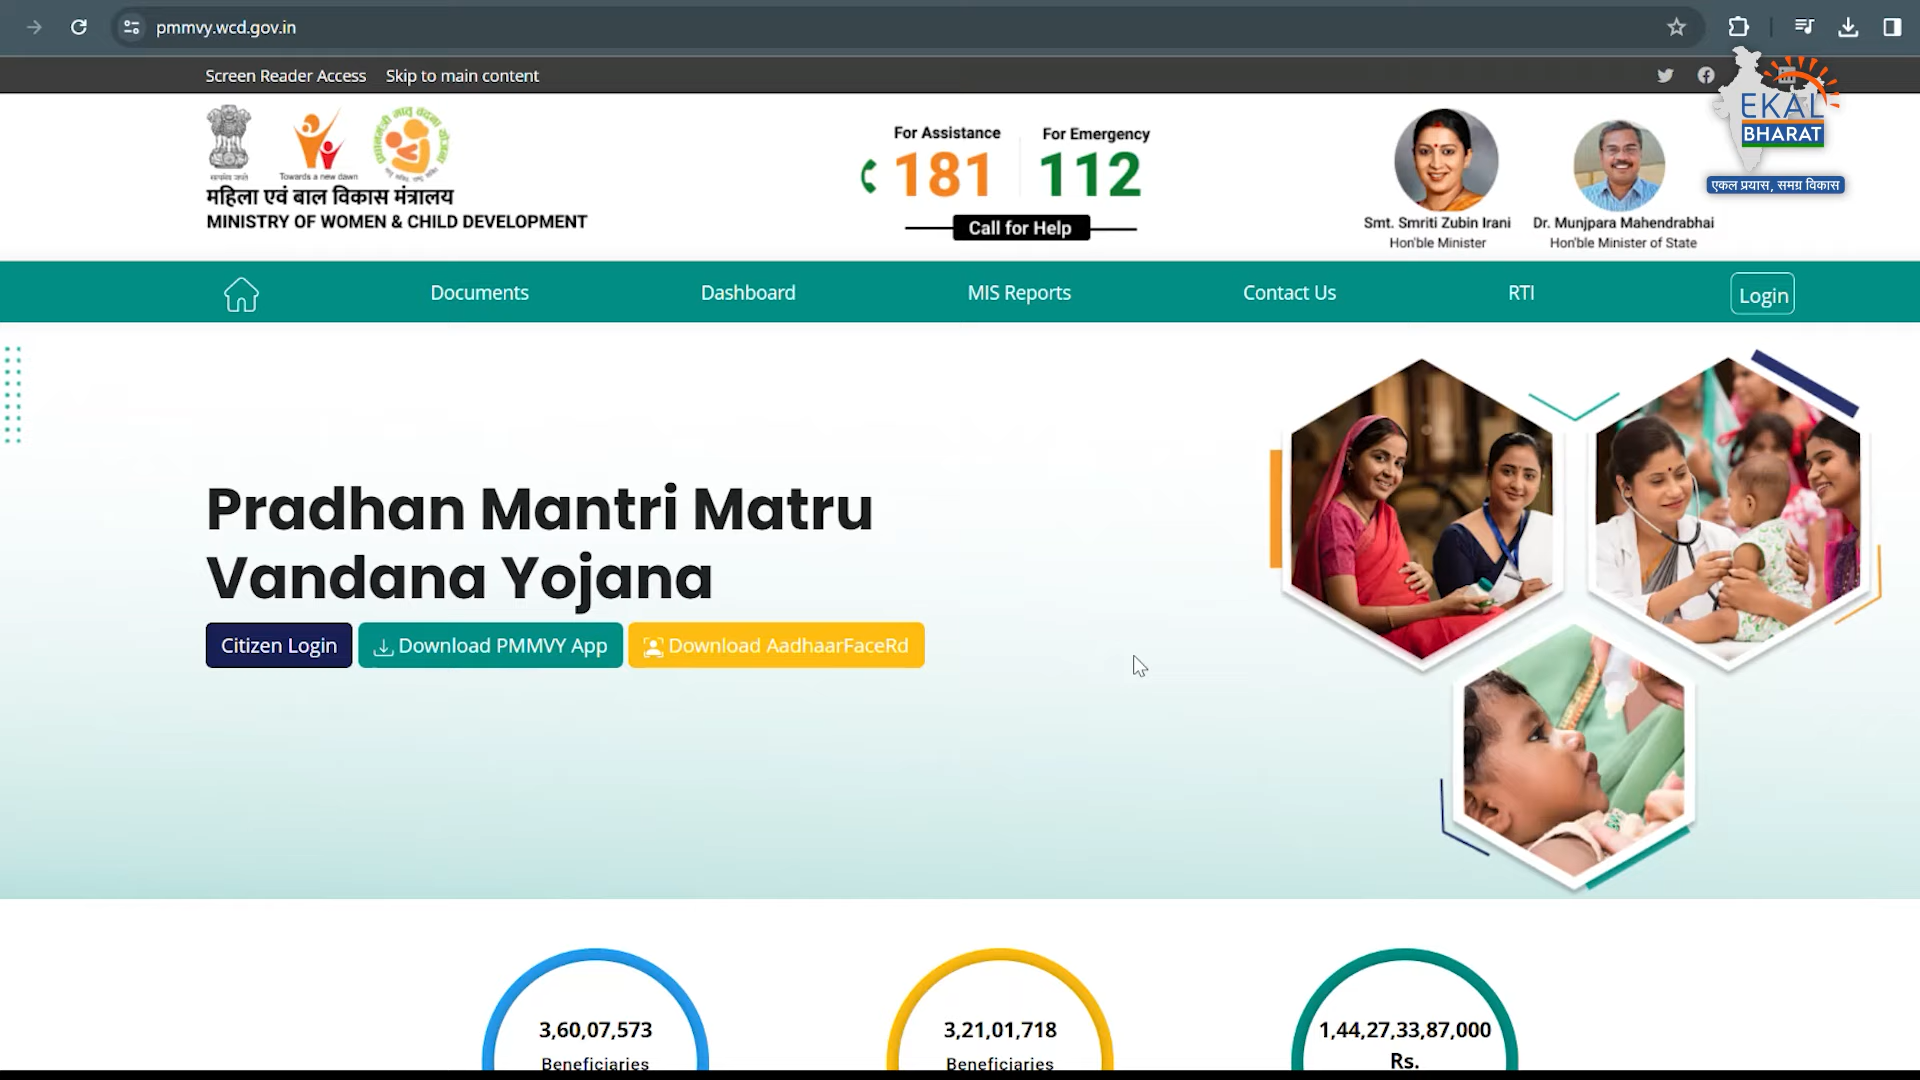 pmmvy.wcd.gov.in
Screen Reader Access Skip to main content
EKAL
BHARAT
एकल प्रयास, समग्र विकास
सत्यमेव जयते
Towards a new dawn
महिला एवं बाल विकास मंत्रालय
MINISTRY OF WOMEN & CHILD DEVELOPMENT
For Assistance For Emergency
181 112
Call for Help
Smt. Smriti Zubin Irani
Hon'ble Minister
Dr. Munjpara Mahendrabhai
Hon'ble Minister of State
Documents Dashboard MIS Reports Contact Us RTI Login
Pradhan Mantri Matru
Vandana Yojana
Citizen Login Download PMMVY App Download AadhaarFaceRd
3,60,07,573 3,21,01,718 1,44,27,33,87,000
Beneficiaries Beneficiaries Rs.